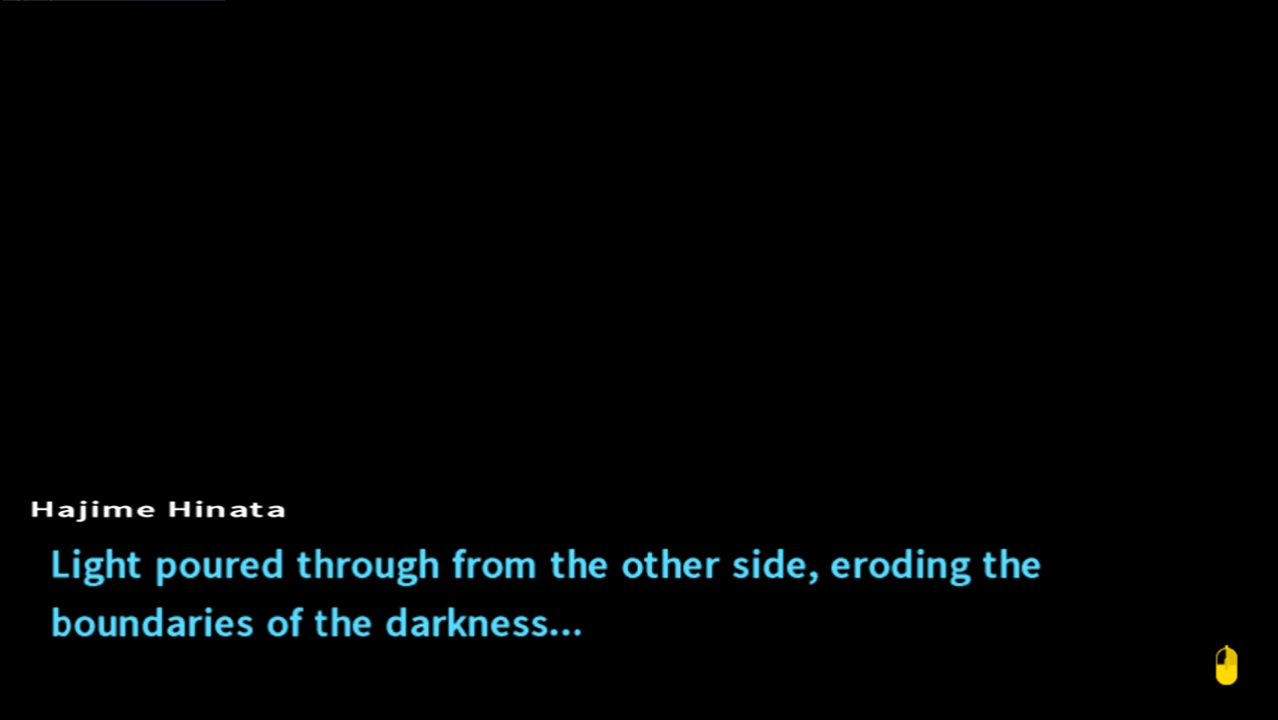 Hajime Hinata
Light poured through from the other side, eroding the
boundaries of the darkness...